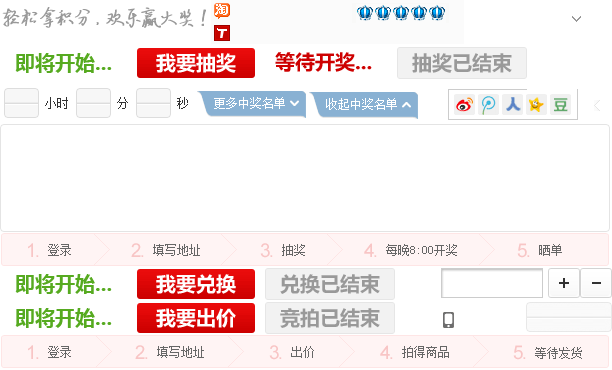 轻松拿积分，欢乐赢大奖！ 淘
T
即将开始... 我要抽奖 等待开奖... 抽奖已结束
小时 分 秒 更多中奖名单 收起中奖名单 人 豆
1. 登录 2. 填写地址 3. 抽奖 4. 每晚8:00开奖 5. 晒单
即将开始... 我要兑换 兑换已结束 + -
即将开始... 我要出价 竞拍已结束
1. 登录 2. 填写地址 3. 出价 4. 拍得商品 5. 等待发货